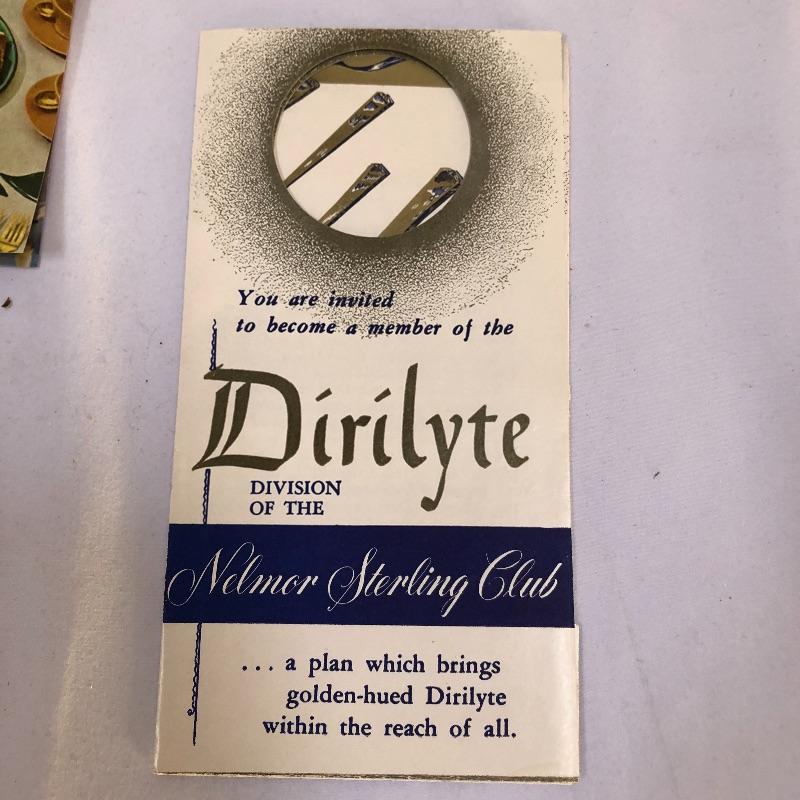 You are invited
to become a member of the
Dirilyte
DIVISION
OF THE
Nelmor Sterling Club
... a plan which brings
golden-hued Dirilyte
within the reach of all.